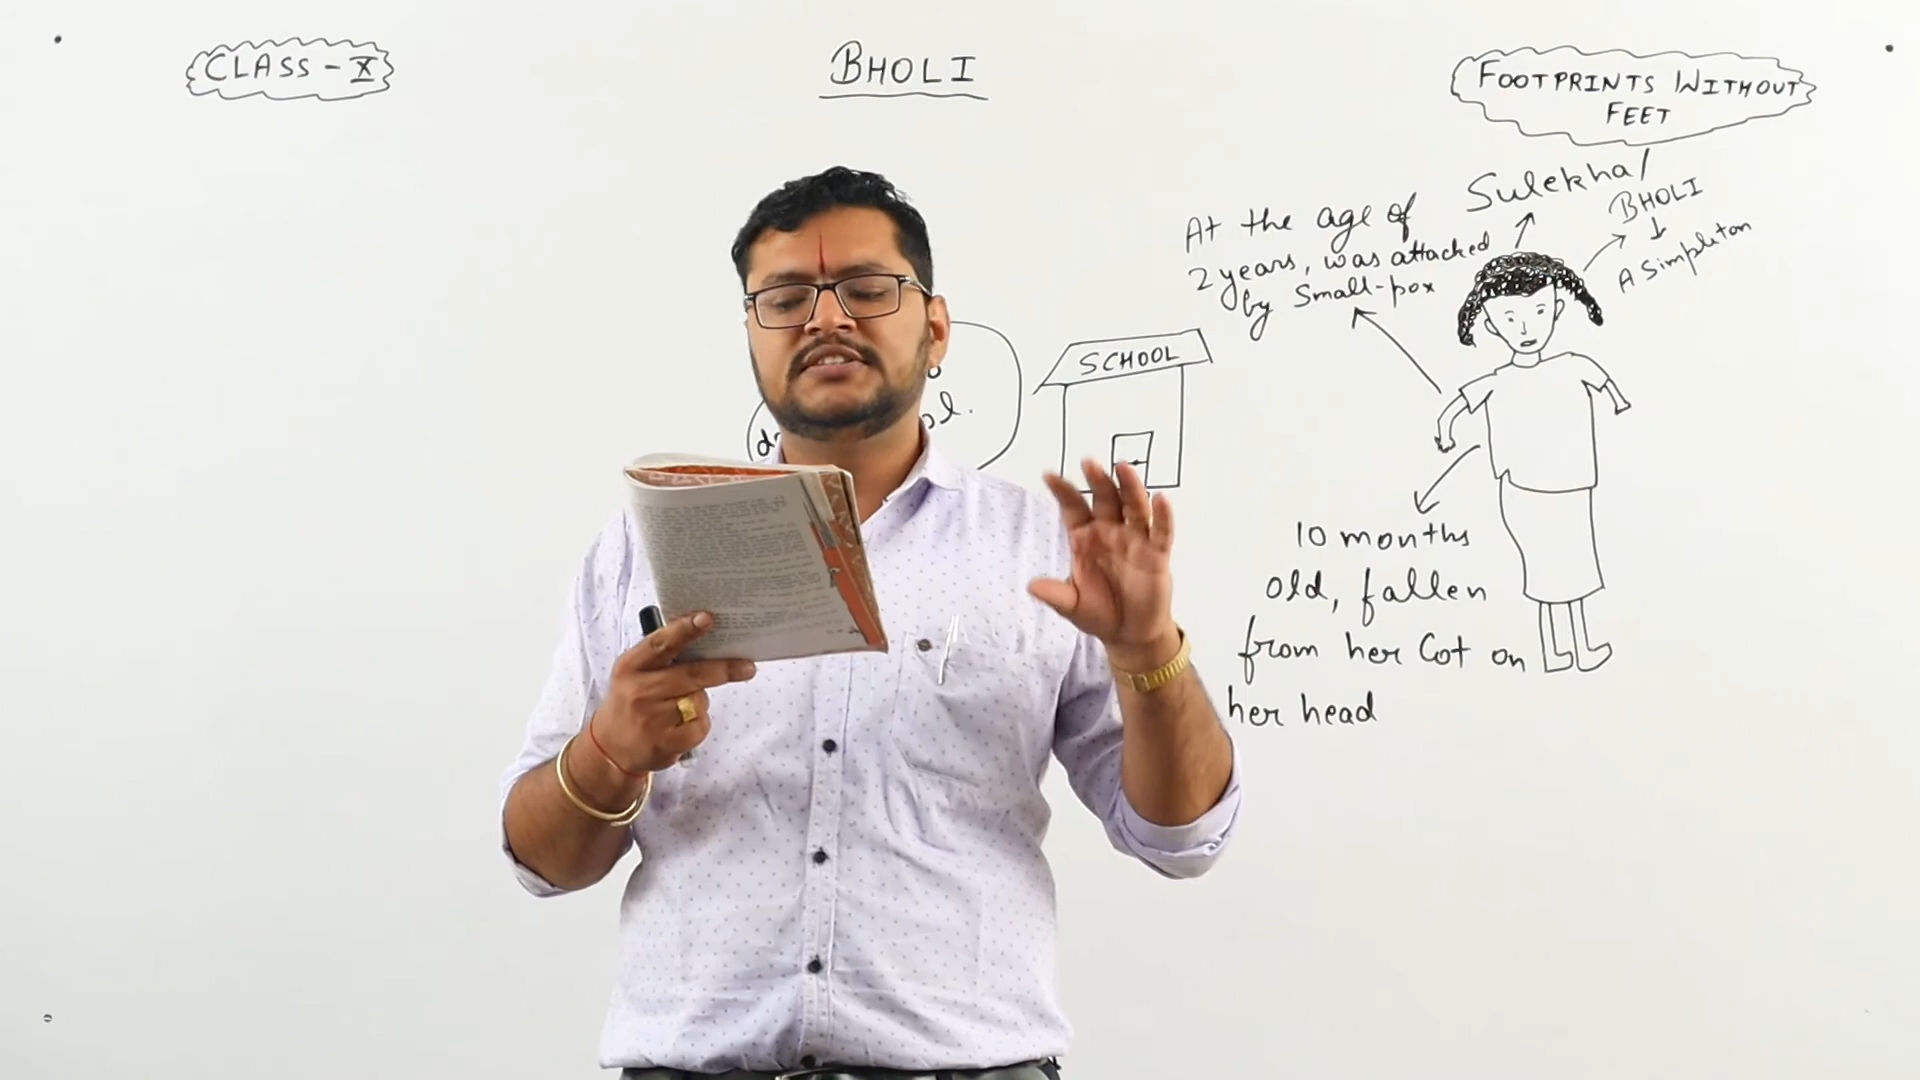 CLASS - X
BHOLI
FOOTPRINTS WITHOUT
FEET
Sulekha/
BHOLI
A Simpleton
At the age of
2 years, was attacked
by Small-pox
SCHOOL
10 months
old, fallen
from her Cot on
her head